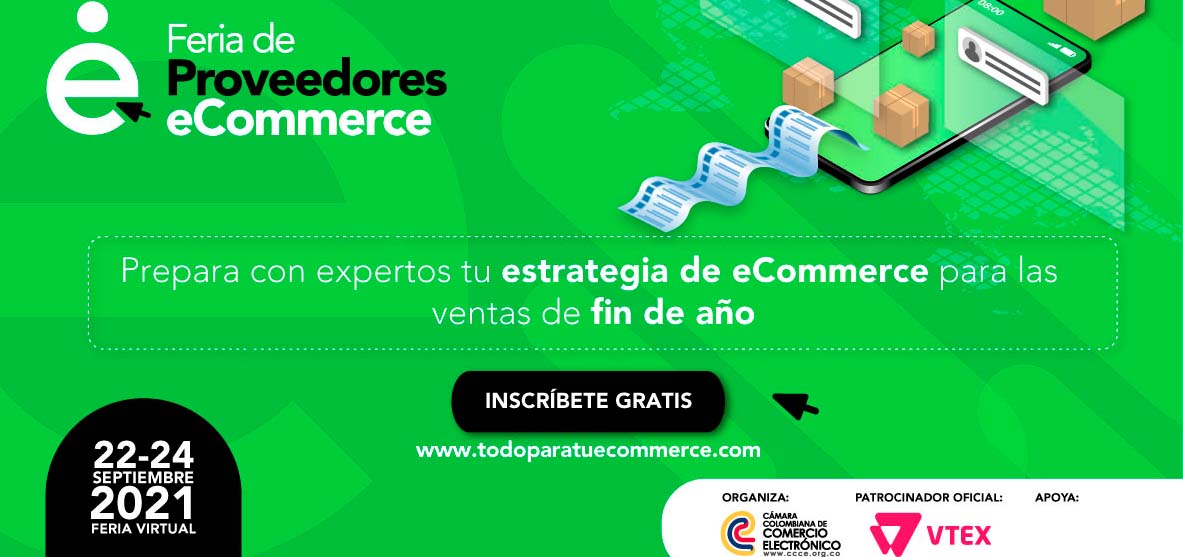 Feria de
Proveedores
eCommerce
08:00
Prepara con expertos tu estrategia de eCommerce para las
ventas de fin de año
INSCRÍBETE GRATIS
www.todoparatuecommerce.com
22-24
SEPTIEMBRE
2021
FERIA VIRTUAL
ORGANIZA:
CÁMARA
COLOMBIANA DE
COMERCIO
ELECTRÓNICO
www.ccce.org.co
PATROCINADOR OFICIAL:
VTEX
APOYA: